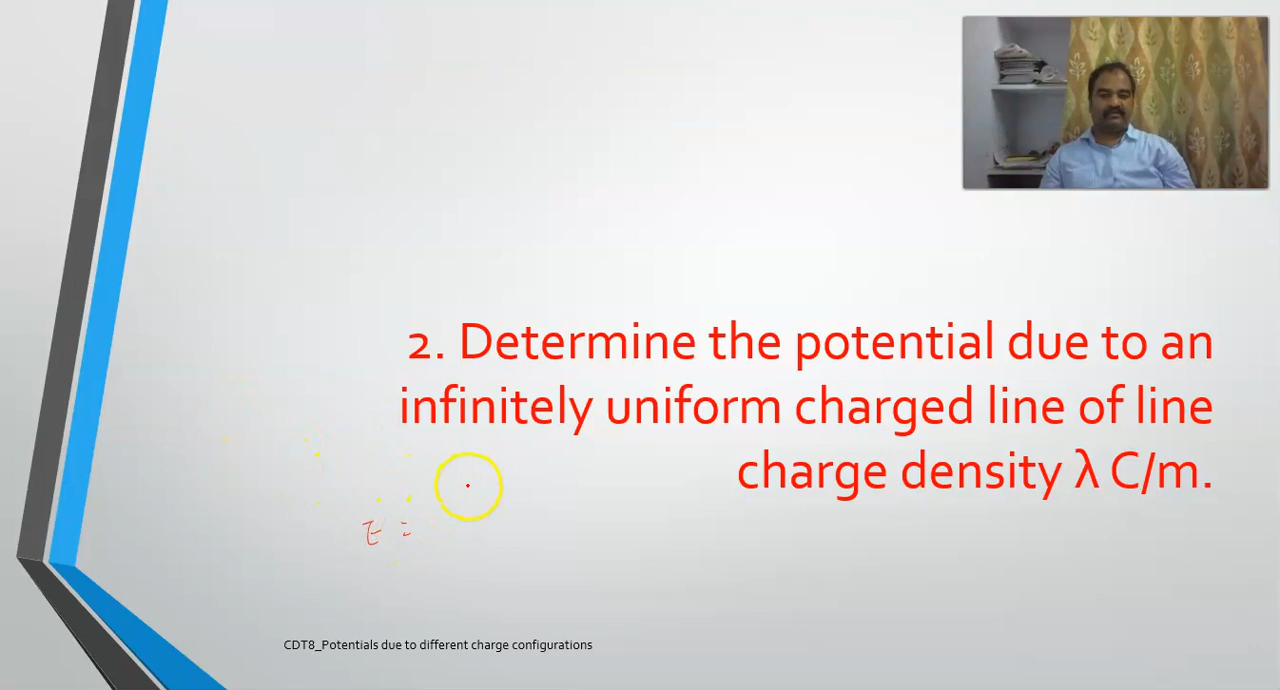 2. Determine the potential due to an
infinitely uniform charged line of line
charge density λ C/m.
E =
CDT8_Potentials due to different charge configurations